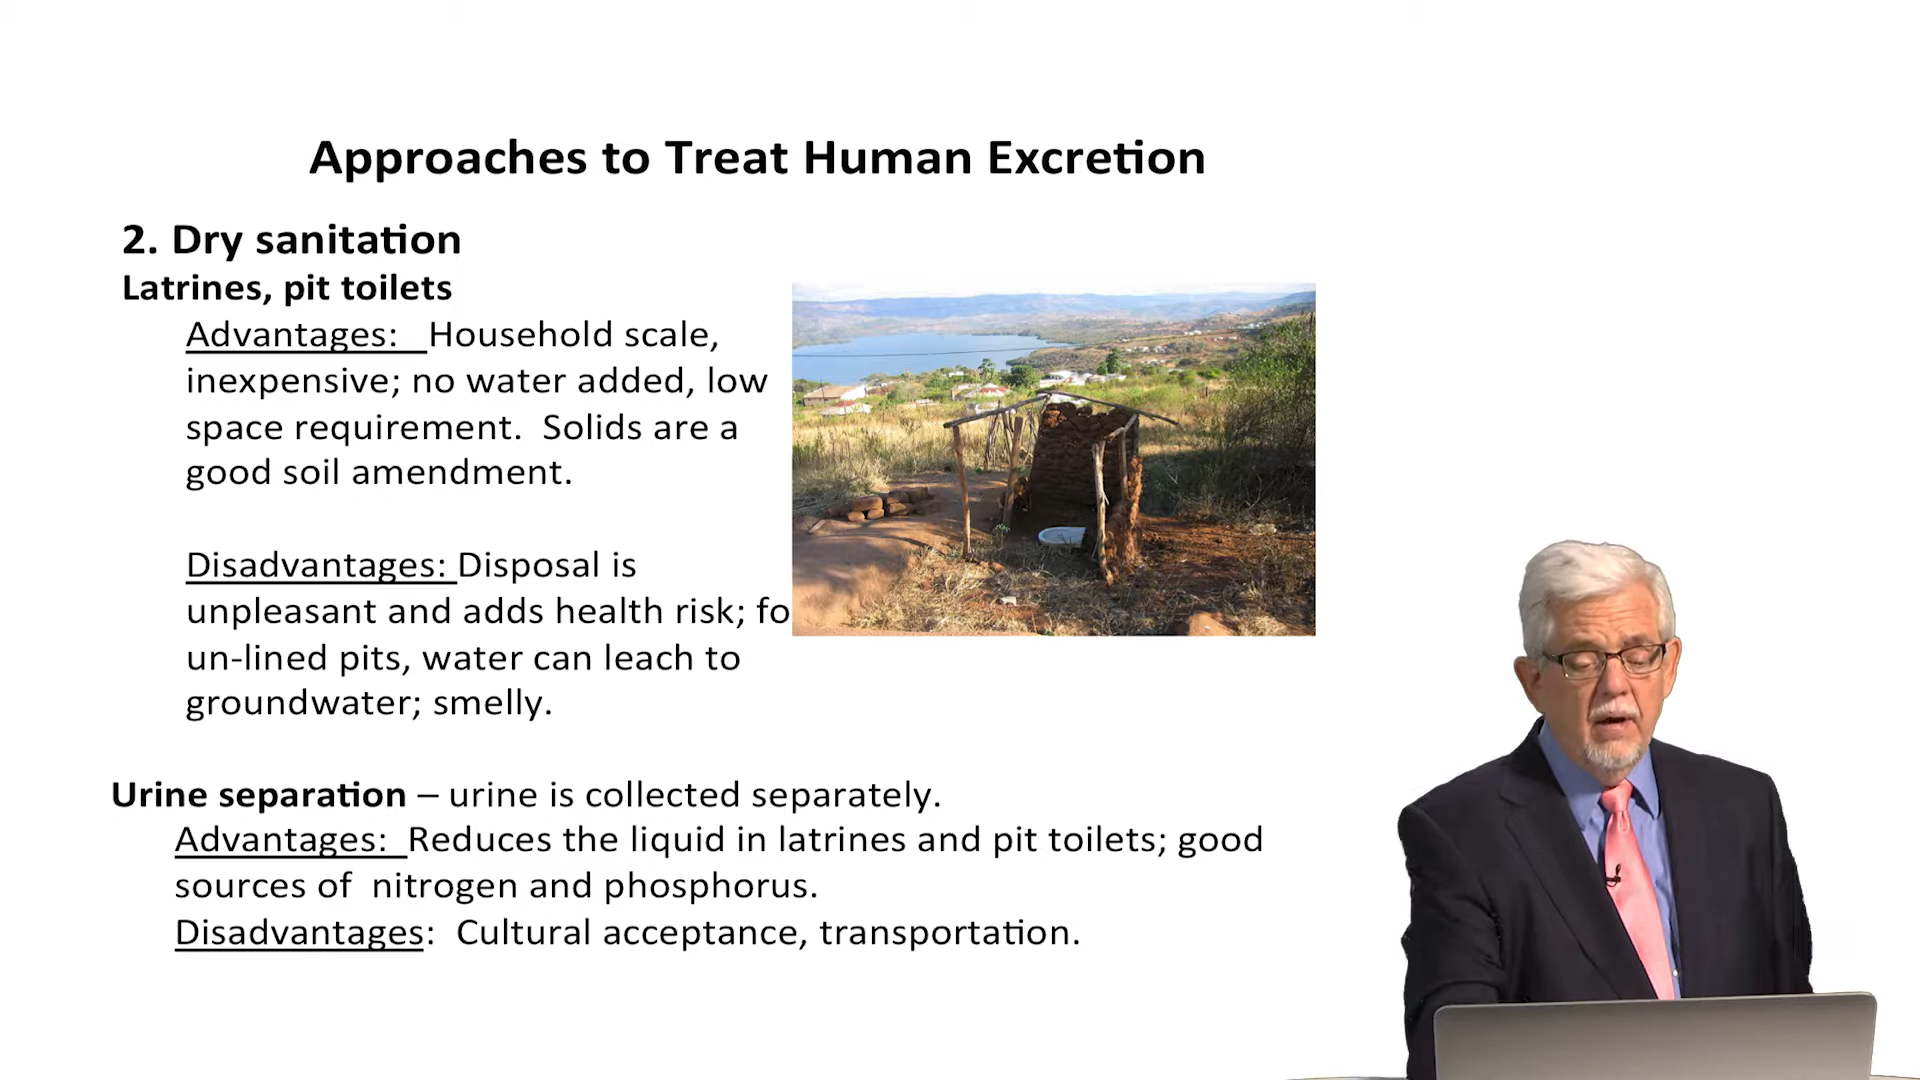 Approaches to Treat Human Excretion
2. Dry sanitation
Latrines, pit toilets
Advantages: Household scale,
inexpensive; no water added, low
space requirement. Solids are a
good soil amendment.
Disadvantages: Disposal is
unpleasant and adds health risk; fo
un-lined pits, water can leach to
groundwater; smelly.
Urine separation – urine is collected separately.
Advantages: Reduces the liquid in latrines and pit toilets; good
sources of nitrogen and phosphorus.
Disadvantages: Cultural acceptance, transportation.